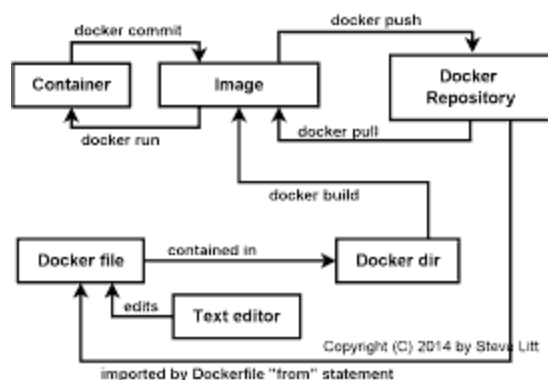 docker commit
docker push
Container
Image
Docker
Repository
docker run
docker pull
docker build
Docker file
contained in
Docker dir
edits
Text editor
Copyright (C) 2014 by Steve Litt
imported by Dockerfile "from" statement